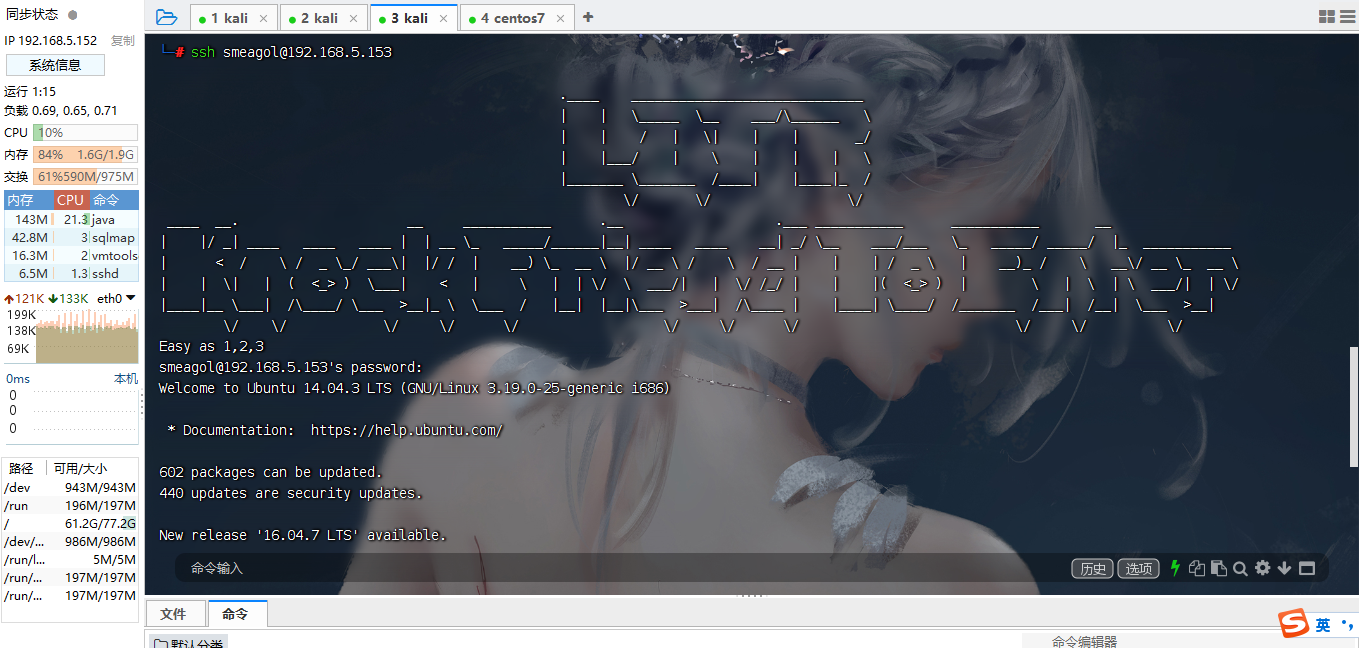 同步状态
IP 192.168.5.152 复制
系统信息
运行 1:15
负载 0.69, 0.65, 0.71
CPU 10%
内存 84% 1.6G/1.9G
交换 61% 590M/975M
内存 CPU 命令
143M 21.3 java
42.8M 3 sqlmap
16.3M 2 vmtools
6.5M 1.3 sshd
121K 133K eth0
199K
138K
69K
0ms 本机
0
0
0
路径 可用/大小
/dev 943M/943M
/run 196M/197M
/ 61.2G/77.2G
/dev/... 986M/986M
/run/l... 5M/5M
/run/... 197M/197M
/run/... 197M/197M
1 kali
2 kali
3 kali
4 centos7
# ssh smeagol@192.168.5.153
LOTR
KnockFriend To Enter
Easy as 1,2,3
smeagol@192.168.5.153's password:
Welcome to Ubuntu 14.04.3 LTS (GNU/Linux 3.19.0-25-generic i686)
* Documentation: https://help.ubuntu.com/
602 packages can be updated.
440 updates are security updates.
New release '16.04.7 LTS' available.
命令输入 历史 选项
文件 命令
默认分类 命令编辑器
S 英